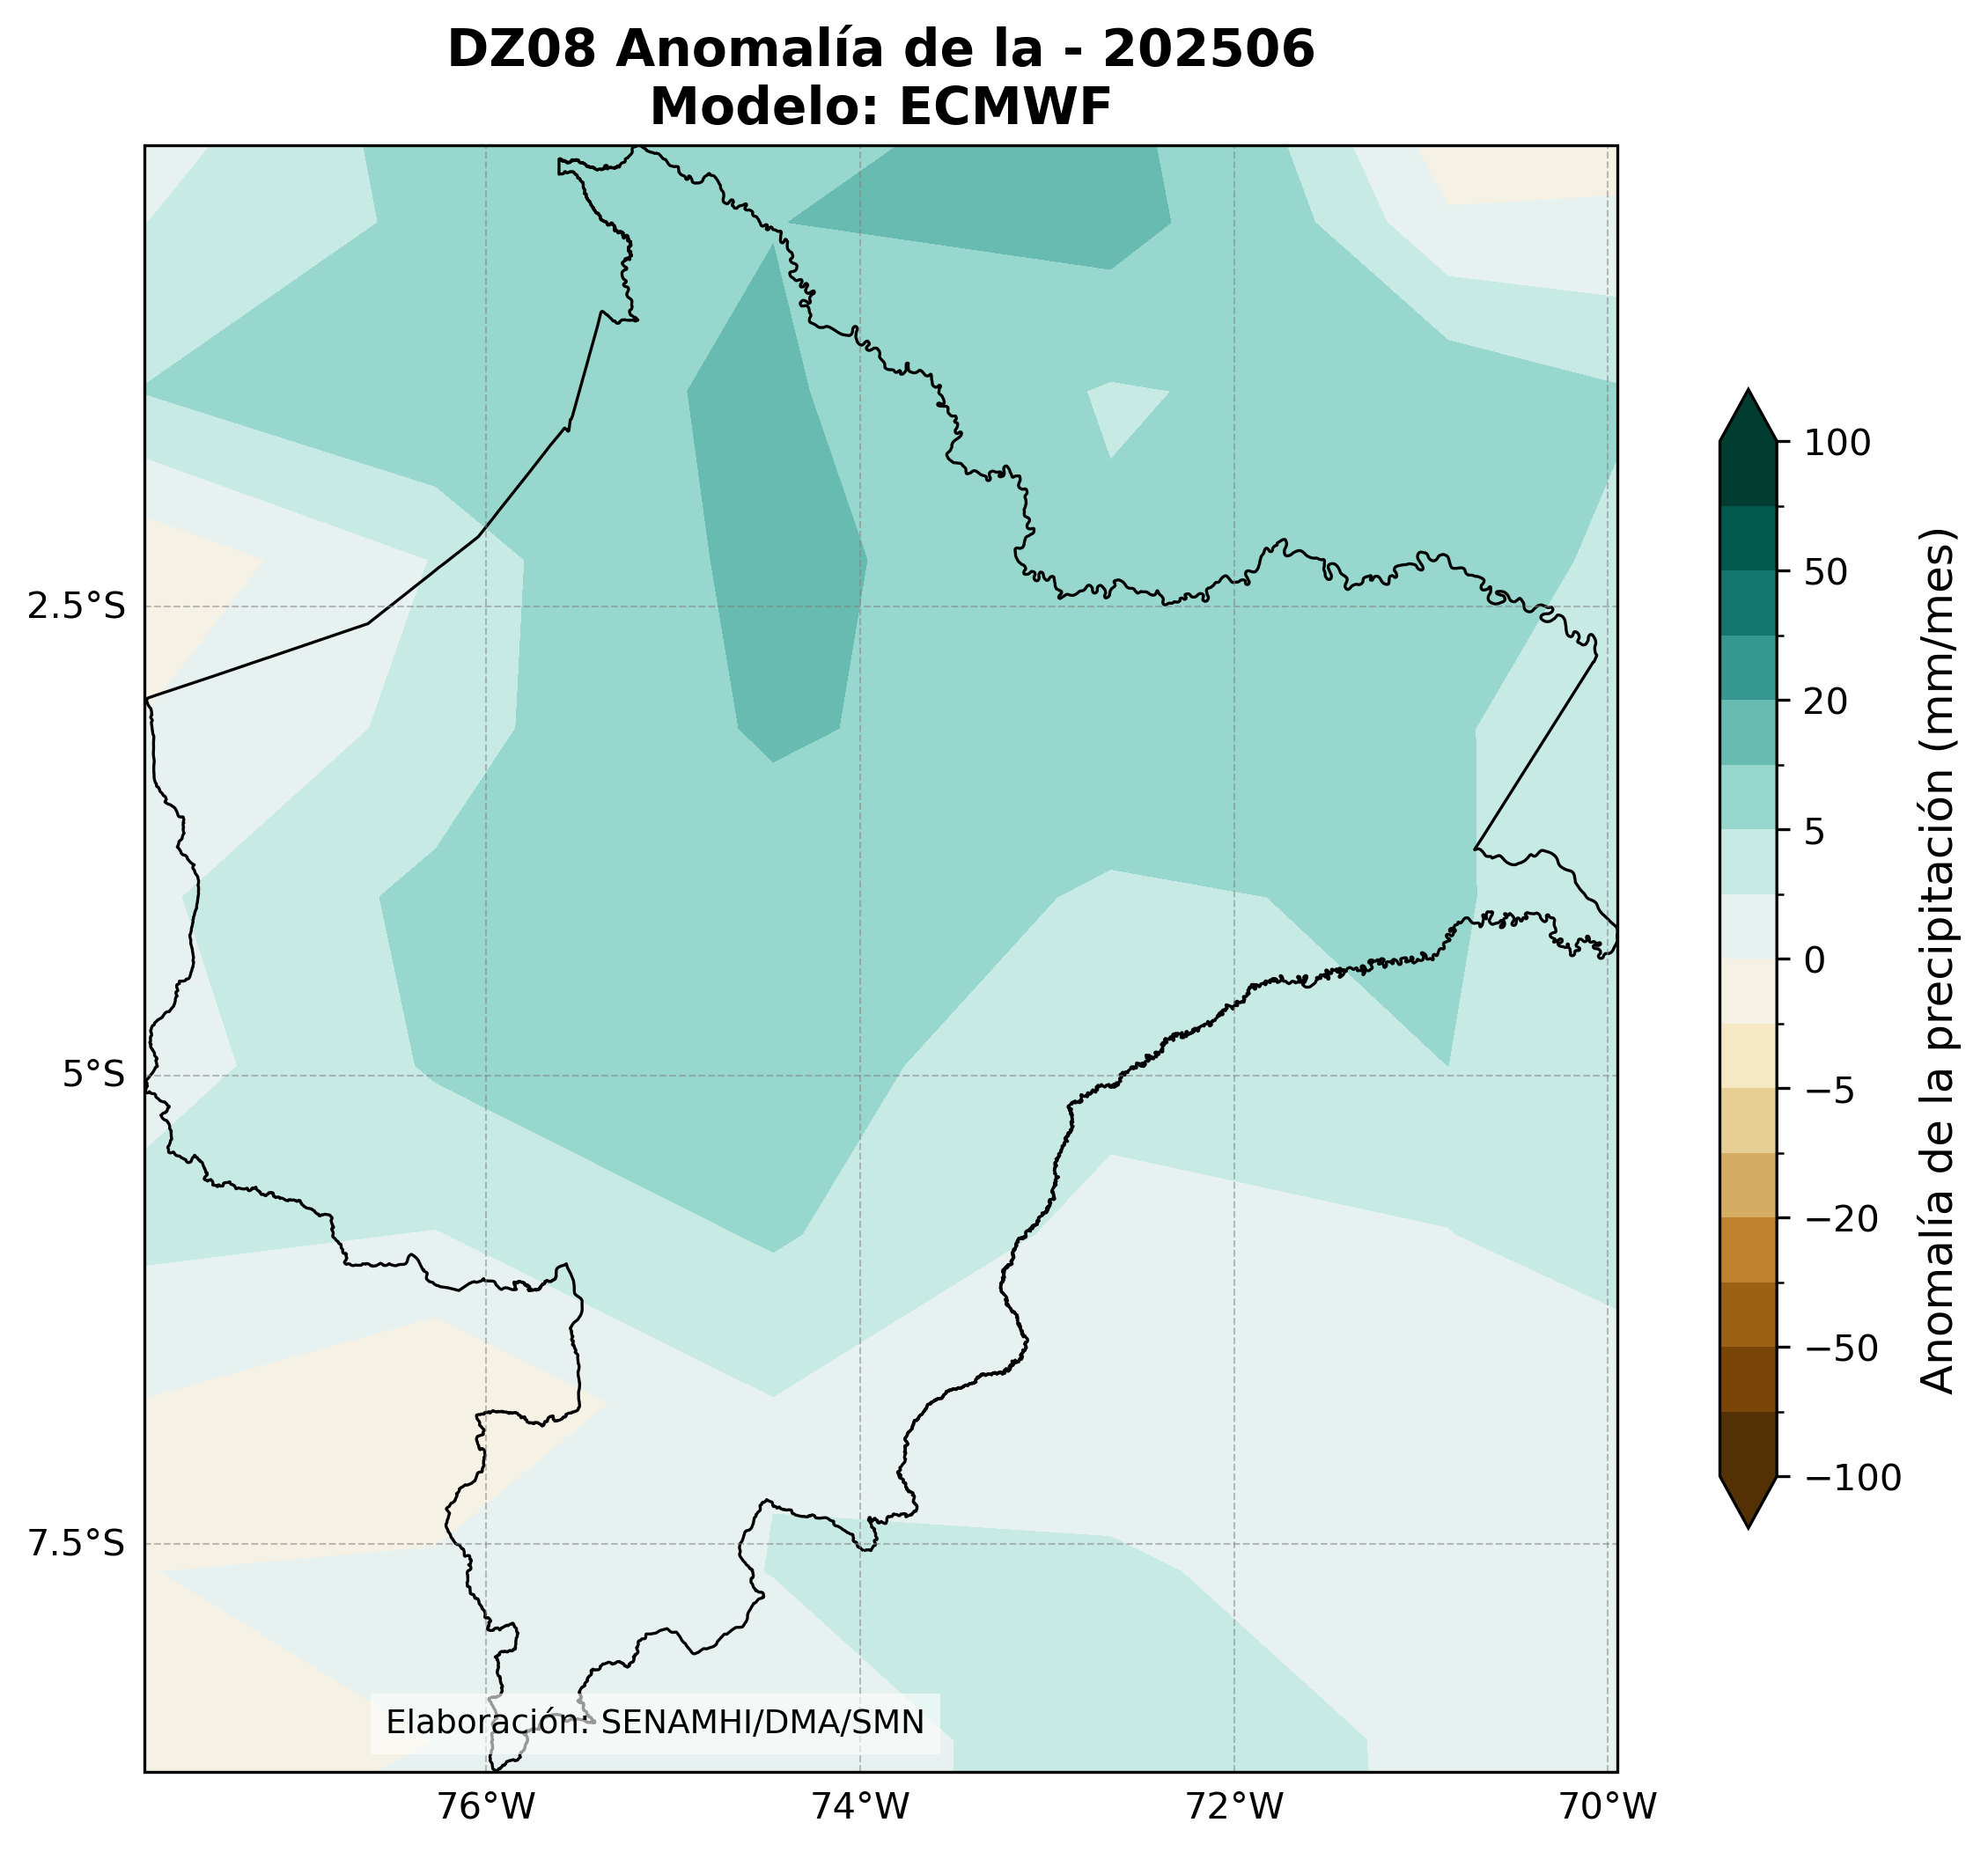 DZ08 Anomalía de la - 202506
Modelo: ECMWF
2.5°S
5°S
7.5°S
76°W
74°W
72°W
70°W
Elaboración: SENAMHI/DMA/SMN
100
50
20
5
0
−5
−20
−50
−100
Anomalía de la precipitación (mm/mes)